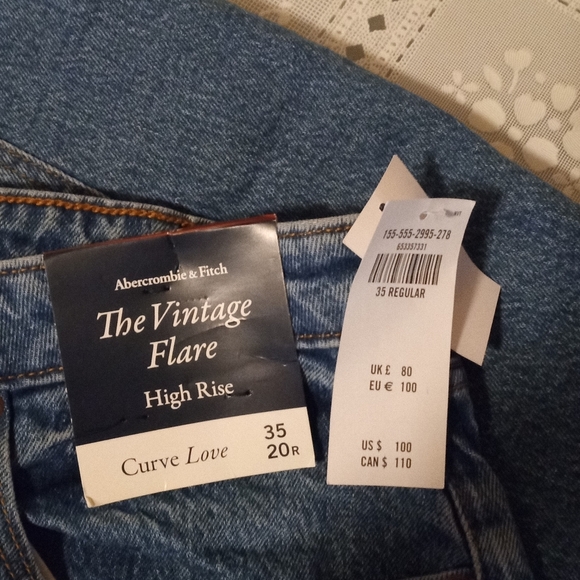 Abercrombie & Fitch
The Vintage
Flare
High Rise
Curve Love
35
20R
155-555-2995-278
653357331
35 REGULAR
UK £ 80
EU € 100
US $ 100
CAN $ 110